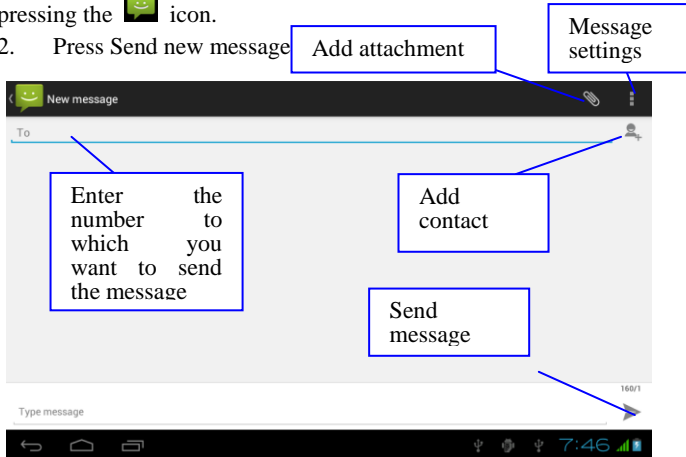 pressing the icon.
2. Press Send new message
Add attachment
Message
settings
New message
To
Enter the
number to
which you
want to send
the message
Add
contact
Send
message
160/1
Type message
7:46